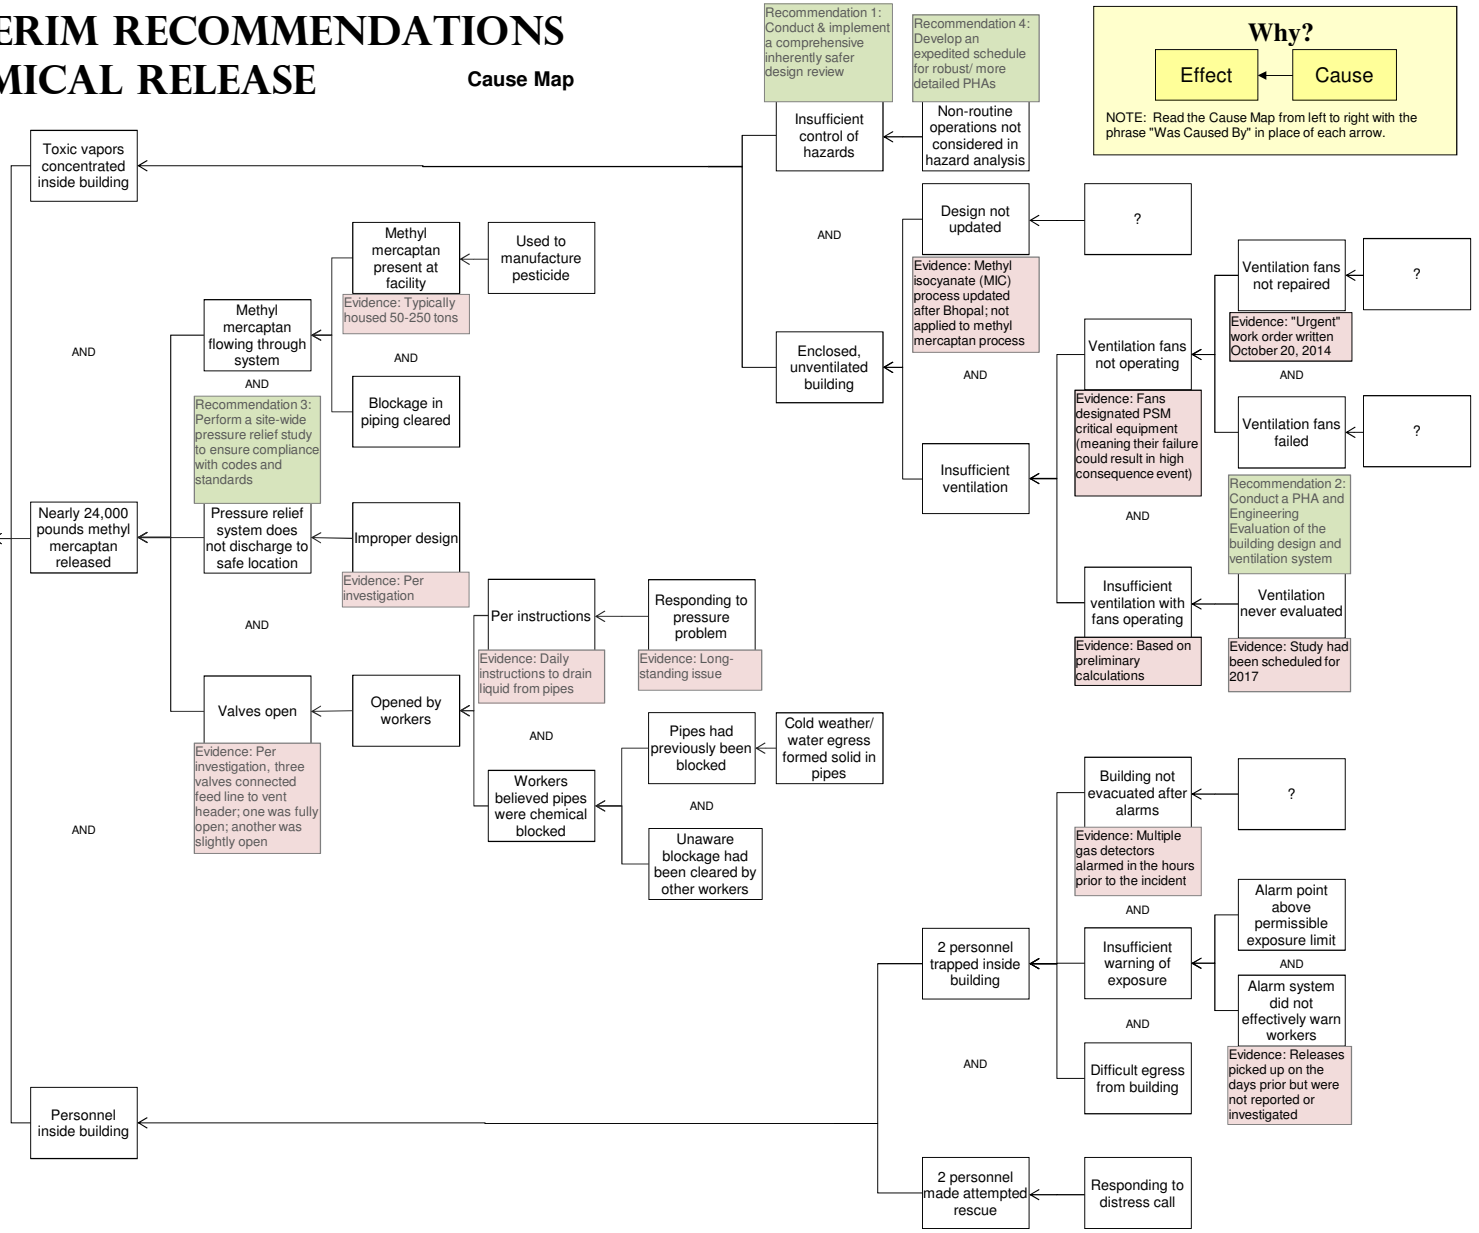 ERIM RECOMMENDATIONS
MICAL RELEASE
Cause Map
Recommendation 1:
Conduct & implement
a comprehensive
inherently safer
design review
Recommendation 4:
Develop an
expedited schedule
for robust/ more
detailed PHAs
Why?
Effect
Cause
NOTE: Read the Cause Map from left to right with the
phrase "Was Caused By" in place of each arrow.
Toxic vapors
concentrated
inside building
Insufficient
control of
hazards
Non-routine
operations not
considered in
hazard analysis
AND
Design not
updated
?
Evidence: Methyl
isocyanate (MIC)
process updated
after Bhopal; not
applied to methyl
mercaptan process
Methyl
mercaptan
present at
facility
Used to
manufacture
pesticide
Evidence: Typically
housed 50-250 tons
Ventilation fans
not repaired
?
Evidence: "Urgent"
work order written
October 20, 2014
AND
Methyl
mercaptan
flowing through
system
AND
AND
AND
Blockage in
piping cleared
Enclosed,
unventilated
building
AND
Ventilation fans
not operating
Evidence: Fans
designated PSM
critical equipment
(meaning their failure
could result in high
consequence event)
Ventilation fans
failed
?
Recommendation 3:
Perform a site-wide
pressure relief study
to ensure compliance
with codes and
standards
Insufficient
ventilation
AND
Recommendation 2:
Conduct a PHA and
Engineering
Evaluation of the
building design and
ventilation system
Nearly 24,000
pounds methyl
mercaptan
released
Pressure relief
system does
not discharge to
safe location
Improper design
Evidence: Per
investigation
Insufficient
ventilation with
fans operating
Evidence: Based on
preliminary
calculations
Ventilation
never evaluated
Evidence: Study had
been scheduled for
2017
AND
Per instructions
Evidence: Daily
instructions to drain
liquid from pipes
Responding to
pressure
problem
Evidence: Long-
standing issue
Valves open
Evidence: Per
investigation, three
valves connected
feed line to vent
header; one was fully
open; another was
slightly open
Opened by
workers
AND
Pipes had
previously been
blocked
Cold weather/
water egress
formed solid in
pipes
Workers
believed pipes
were chemical
blocked
AND
Unaware
blockage had
been cleared by
other workers
AND
Building not
evacuated after
alarms
?
Evidence: Multiple
gas detectors
alarmed in the hours
prior to the incident
AND
Alarm point
above
permissible
exposure limit
2 personnel
trapped inside
building
Insufficient
warning of
exposure
AND
Alarm system
did not
effectively warn
workers
Evidence: Releases
picked up on the
days prior but were
not reported or
investigated
AND
AND
Difficult egress
from building
Personnel
inside building
2 personnel
made attempted
rescue
Responding to
distress call